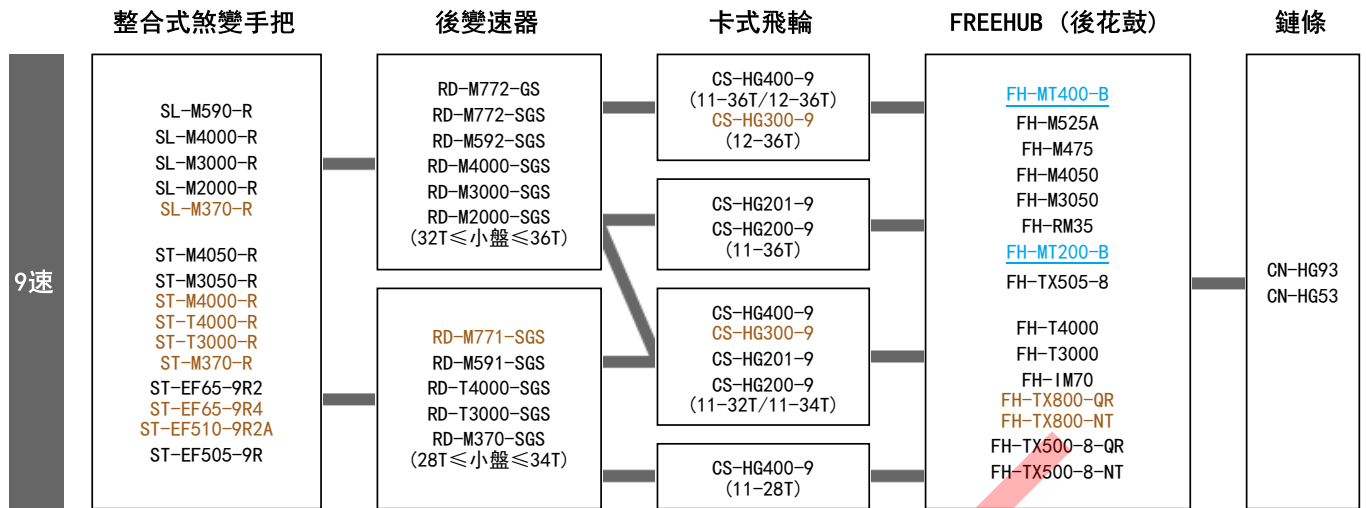 整合式煞變手把
後變速器
卡式飛輪
FREEHUB (後花鼓)
鏈條
9速
SL-M590-R
SL-M4000-R
SL-M3000-R
SL-M2000-R
SL-M370-R
ST-M4050-R
ST-M3050-R
ST-M4000-R
ST-T4000-R
ST-T3000-R
ST-M370-R
ST-EF65-9R2
ST-EF65-9R4
ST-EF510-9R2A
ST-EF505-9R
RD-M772-GS
RD-M772-SGS
RD-M592-SGS
RD-M4000-SGS
RD-M3000-SGS
RD-M2000-SGS
(32T≤小盤≤36T)
RD-M771-SGS
RD-M591-SGS
RD-T4000-SGS
RD-T3000-SGS
RD-M370-SGS
(28T≤小盤≤34T)
CS-HG400-9
(11-36T/12-36T)
CS-HG300-9
(12-36T)
CS-HG201-9
CS-HG200-9
(11-36T)
CS-HG400-9
CS-HG300-9
CS-HG201-9
CS-HG200-9
(11-32T/11-34T)
CS-HG400-9
(11-28T)
FH-MT400-B
FH-M525A
FH-M475
FH-M4050
FH-M3050
FH-RM35
FH-MT200-B
FH-TX505-8
FH-T4000
FH-T3000
FH-IM70
FH-TX800-QR
FH-TX800-NT
FH-TX500-8-QR
FH-TX500-8-NT
CN-HG93
CN-HG53